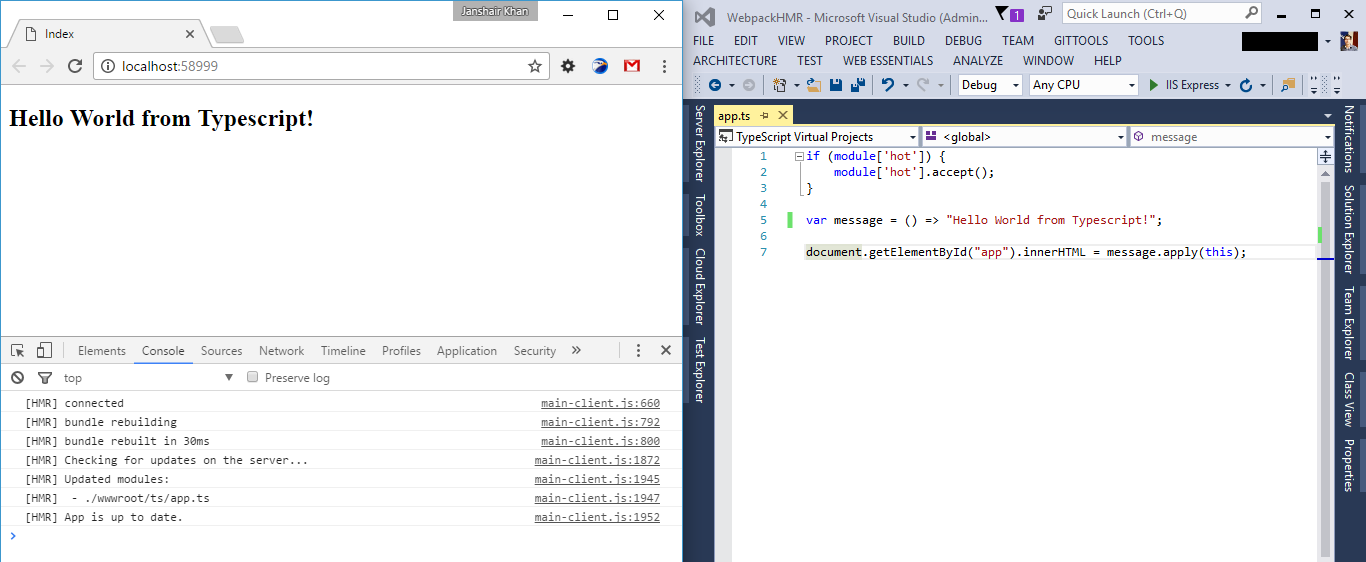 Janshair Khan
Index
localhost:58999
Hello World from Typescript!
Elements Console Sources Network Timeline Profiles Application Security »
top Preserve log
[HMR] connected main-client.js:660
[HMR] bundle rebuilding main-client.js:792
[HMR] bundle rebuilt in 30ms main-client.js:800
[HMR] Checking for updates on the server... main-client.js:1872
[HMR] Updated modules: main-client.js:1945
[HMR]  - ./wwwroot/ts/app.ts main-client.js:1947
[HMR] App is up to date. main-client.js:1952
>
WebpackHMR - Microsoft Visual Studio (Admin... 1 Quick Launch (Ctrl+Q)
FILE EDIT VIEW PROJECT BUILD DEBUG TEAM GITTOOLS TOOLS
ARCHITECTURE TEST WEB ESSENTIALS ANALYZE WINDOW HELP
Debug Any CPU IIS Express
Server Explorer
Toolbox
Cloud Explorer
Test Explorer
app.ts
TypeScript Virtual Projects <global> message
1 if (module['hot']) {
2     module['hot'].accept();
3 }
4
5 var message = () => "Hello World from Typescript!";
6
7 document.getElementById("app").innerHTML = message.apply(this);
Notifications
Solution Explorer
Team Explorer
Class View
Properties